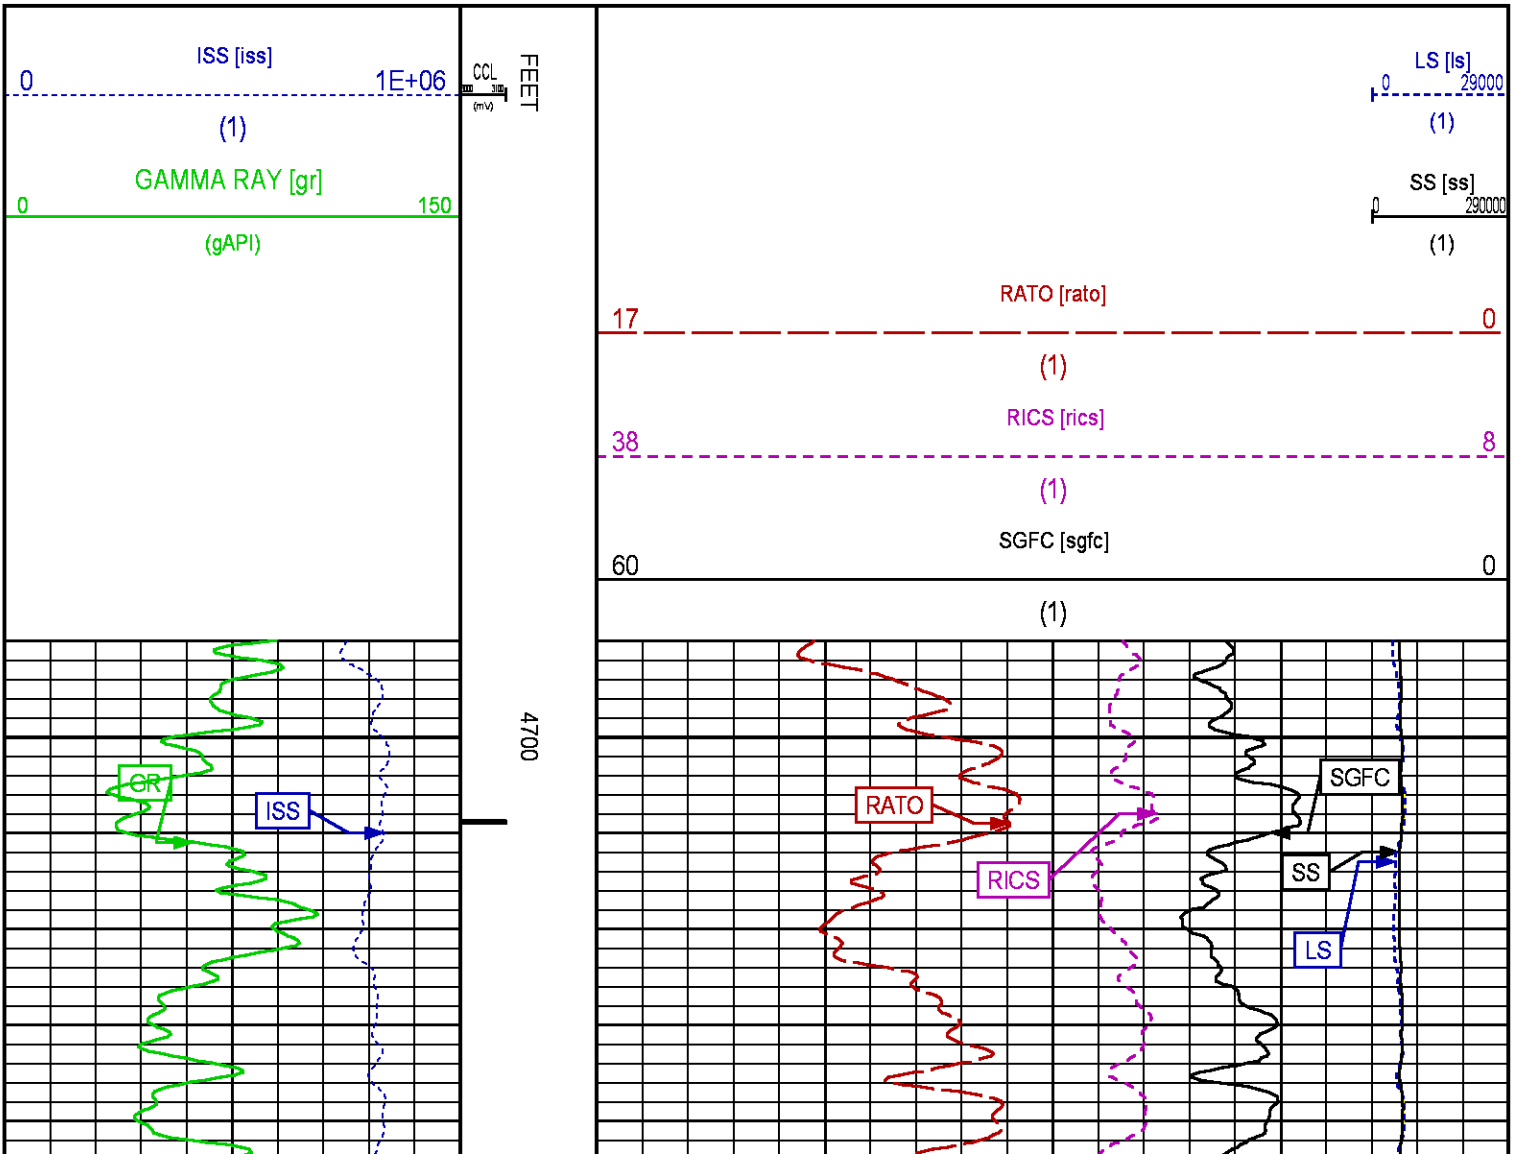 ISS [iss]
0 1E+06
(1)
GAMMA RAY [gr]
0 150
(gAPI)
CCL
(mV)
FEET
LS [ls]
0 29000
(1)
SS [ss]
0 290000
(1)
RATO [rato]
17 0
(1)
RICS [rics]
38 8
(1)
SGFC [sgfc]
60 0
(1)
4700
GR
ISS
RATO
RICS
SGFC
SS
LS